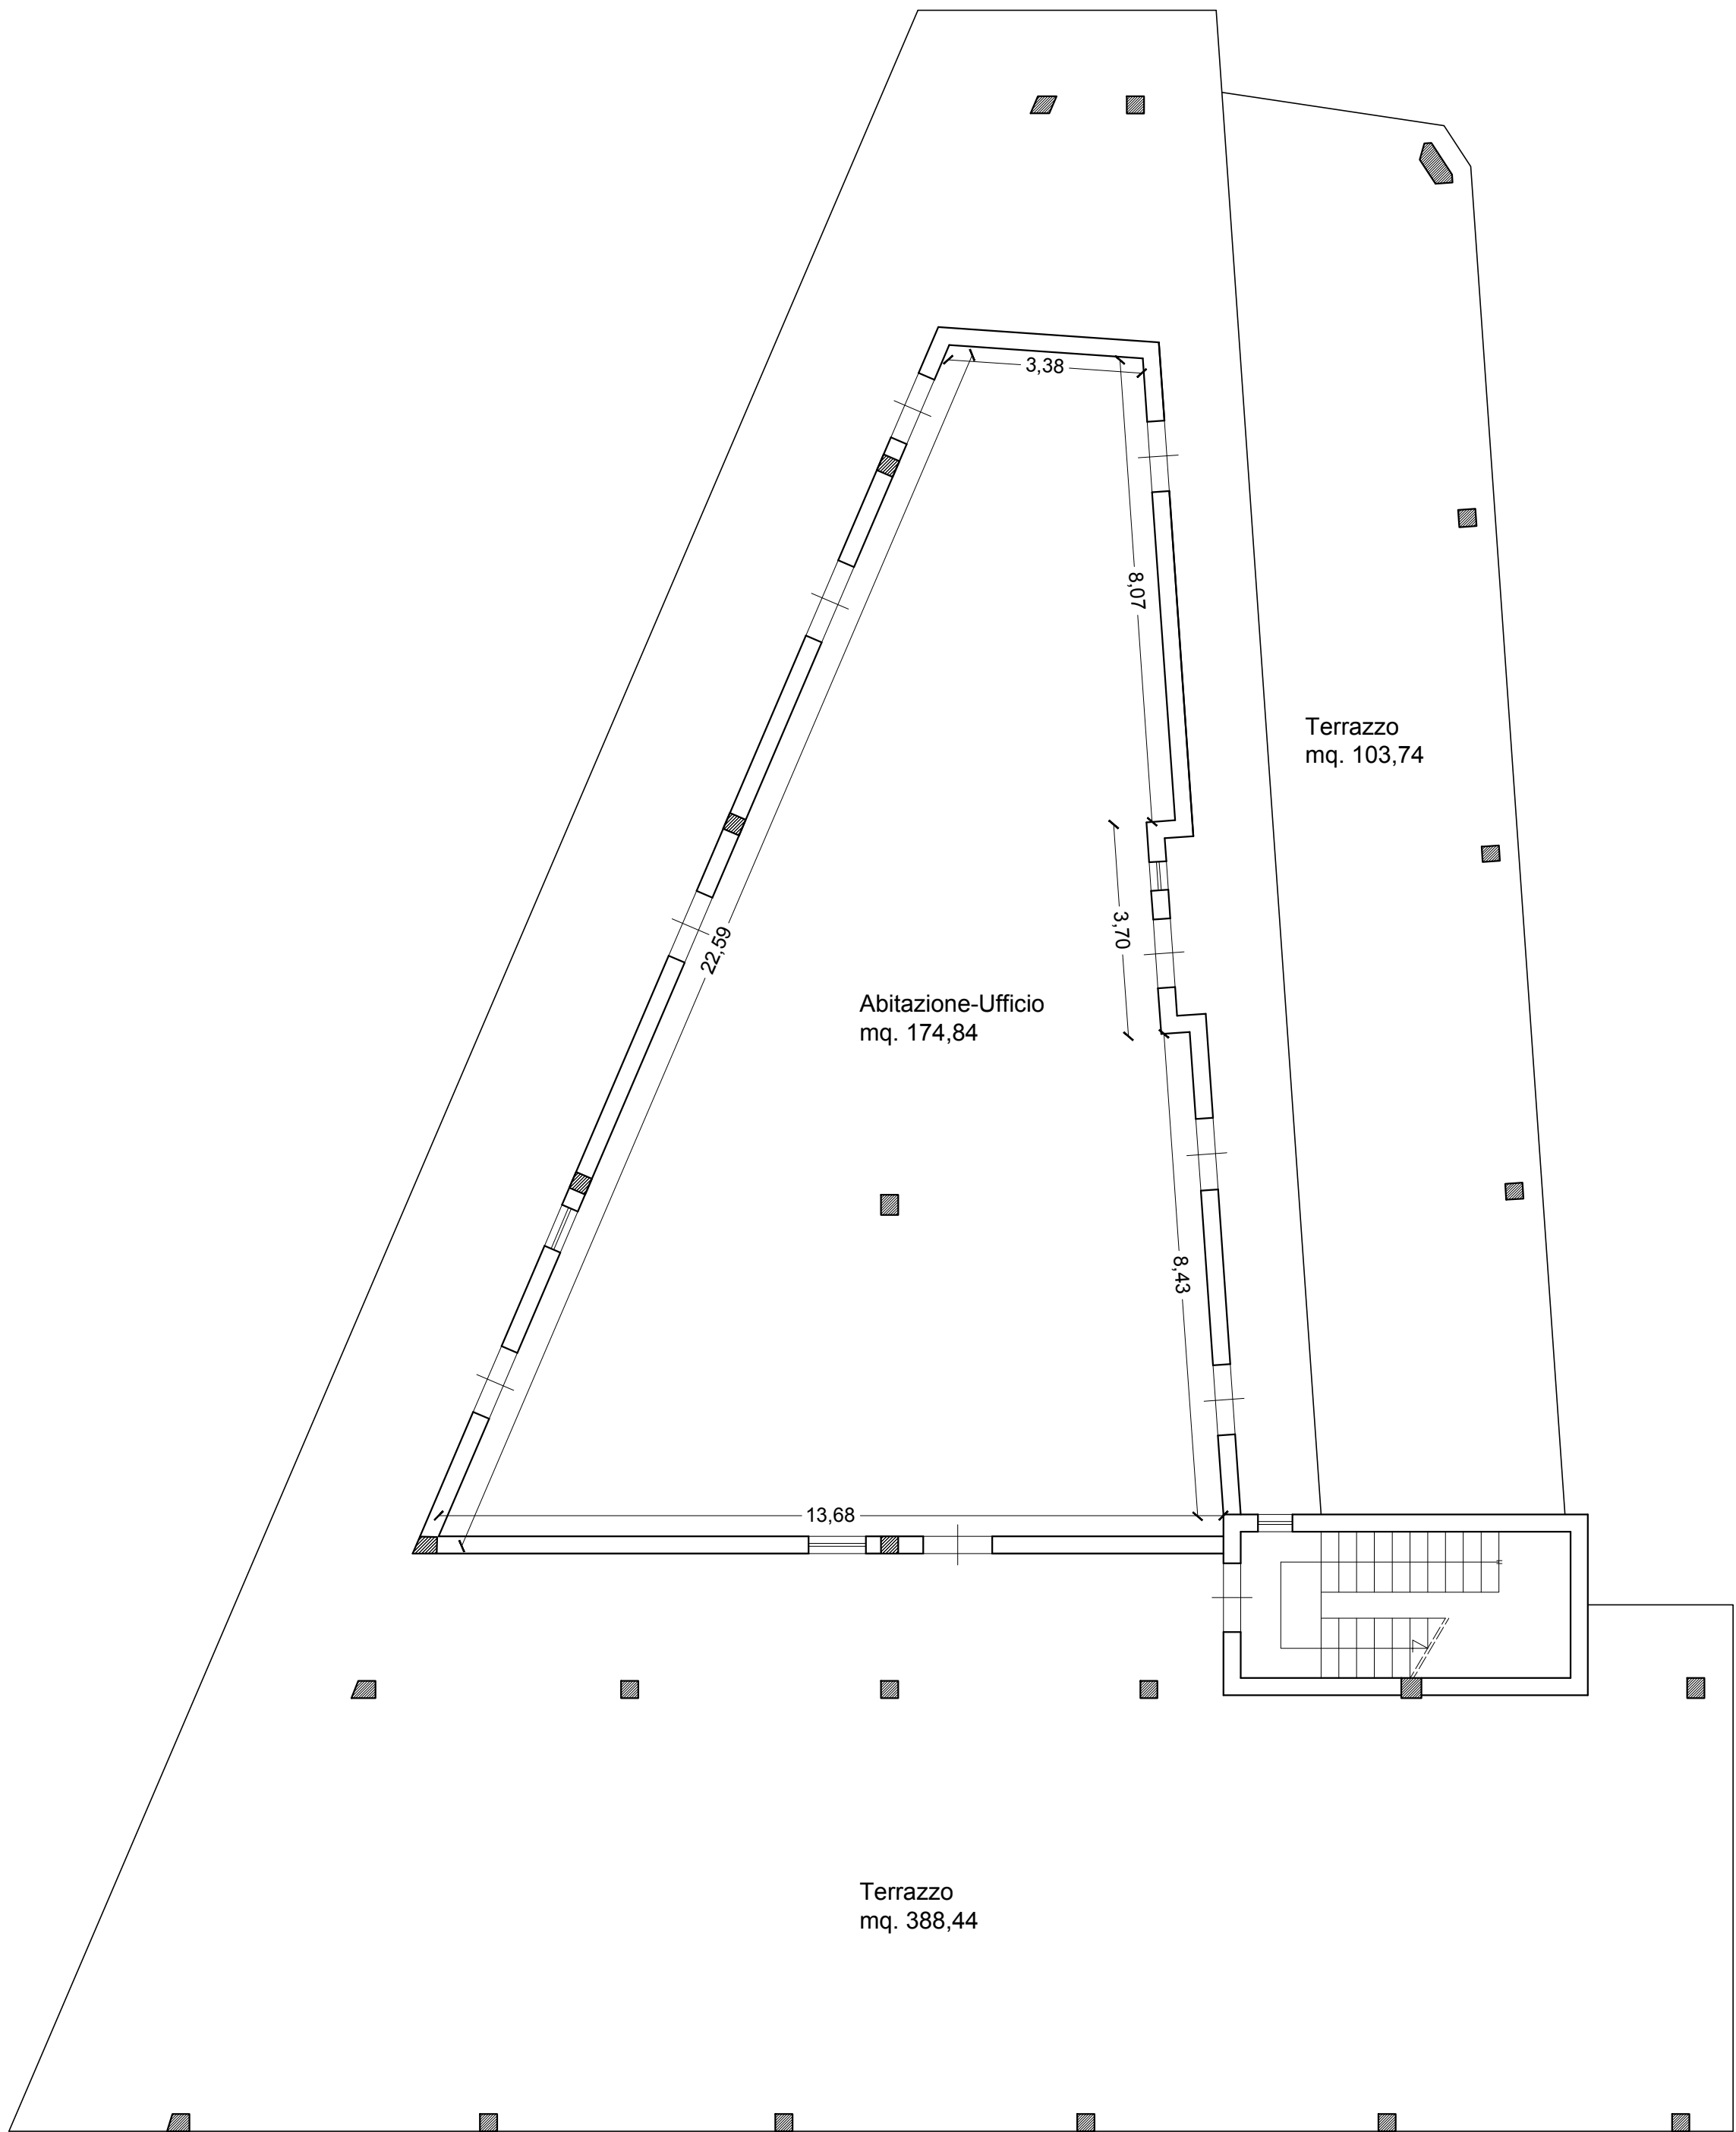 3,38
8,07
Terrazzo
mq. 103,74
3,70
22,59
Abitazione-Ufficio
mq. 174,84
8,43
13,68
Terrazzo
mq. 388,44